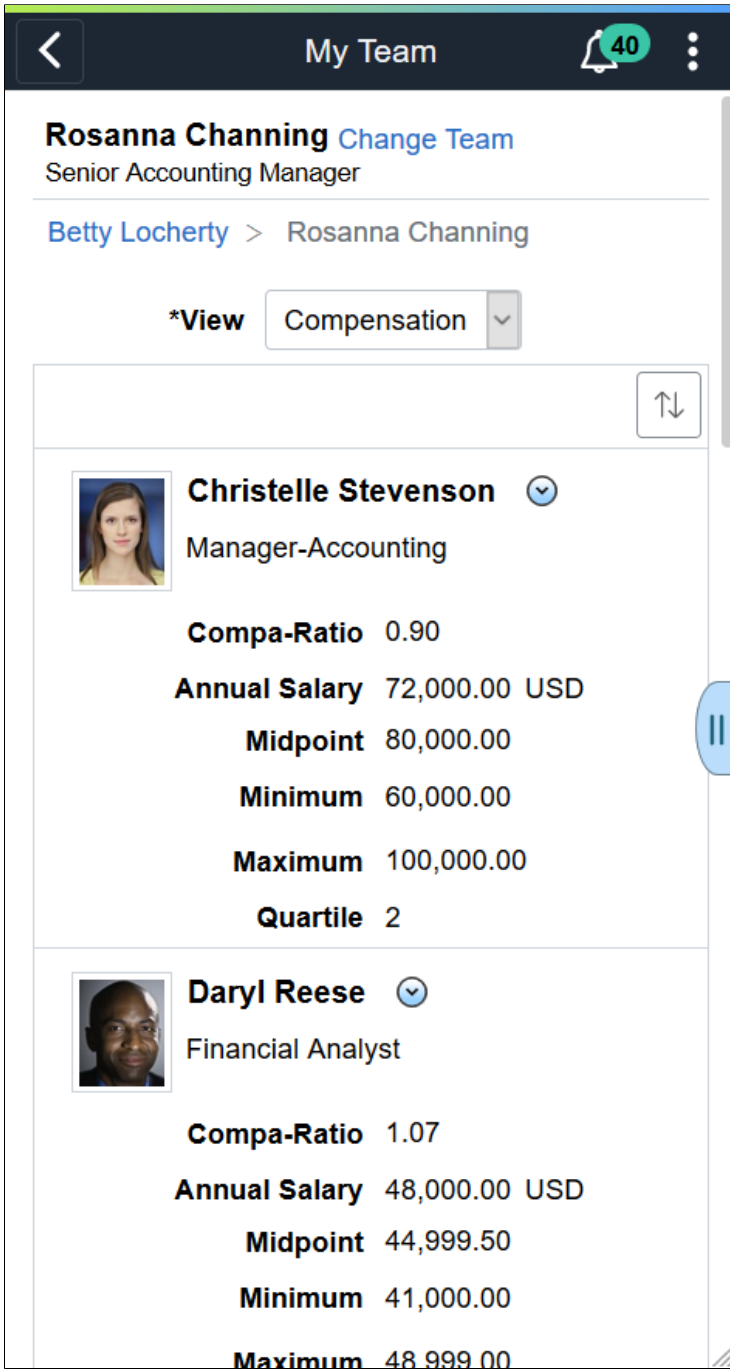 My Team
40
Rosanna Channing Change Team
Senior Accounting Manager
Betty Locherty > Rosanna Channing
*View Compensation
Christelle Stevenson
Manager-Accounting
Compa-Ratio 0.90
Annual Salary 72,000.00 USD
Midpoint 80,000.00
Minimum 60,000.00
Maximum 100,000.00
Quartile 2
Daryl Reese
Financial Analyst
Compa-Ratio 1.07
Annual Salary 48,000.00 USD
Midpoint 44,999.50
Minimum 41,000.00
Maximum 48,999.00